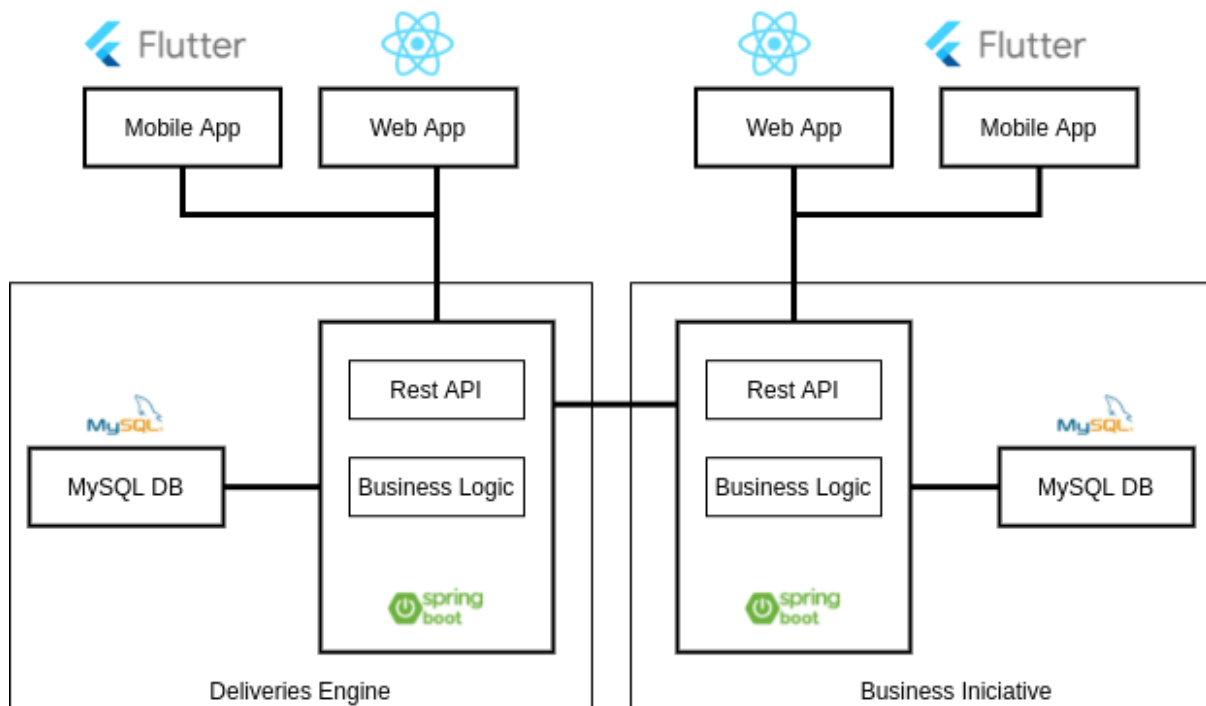 Flutter
Flutter
Mobile App
Web App
Web App
Mobile App
Rest API
Rest API
MySQL
MySQL
MySQL DB
Business Logic
Business Logic
MySQL DB
spring
boot
spring
boot
Deliveries Engine
Business Iniciative